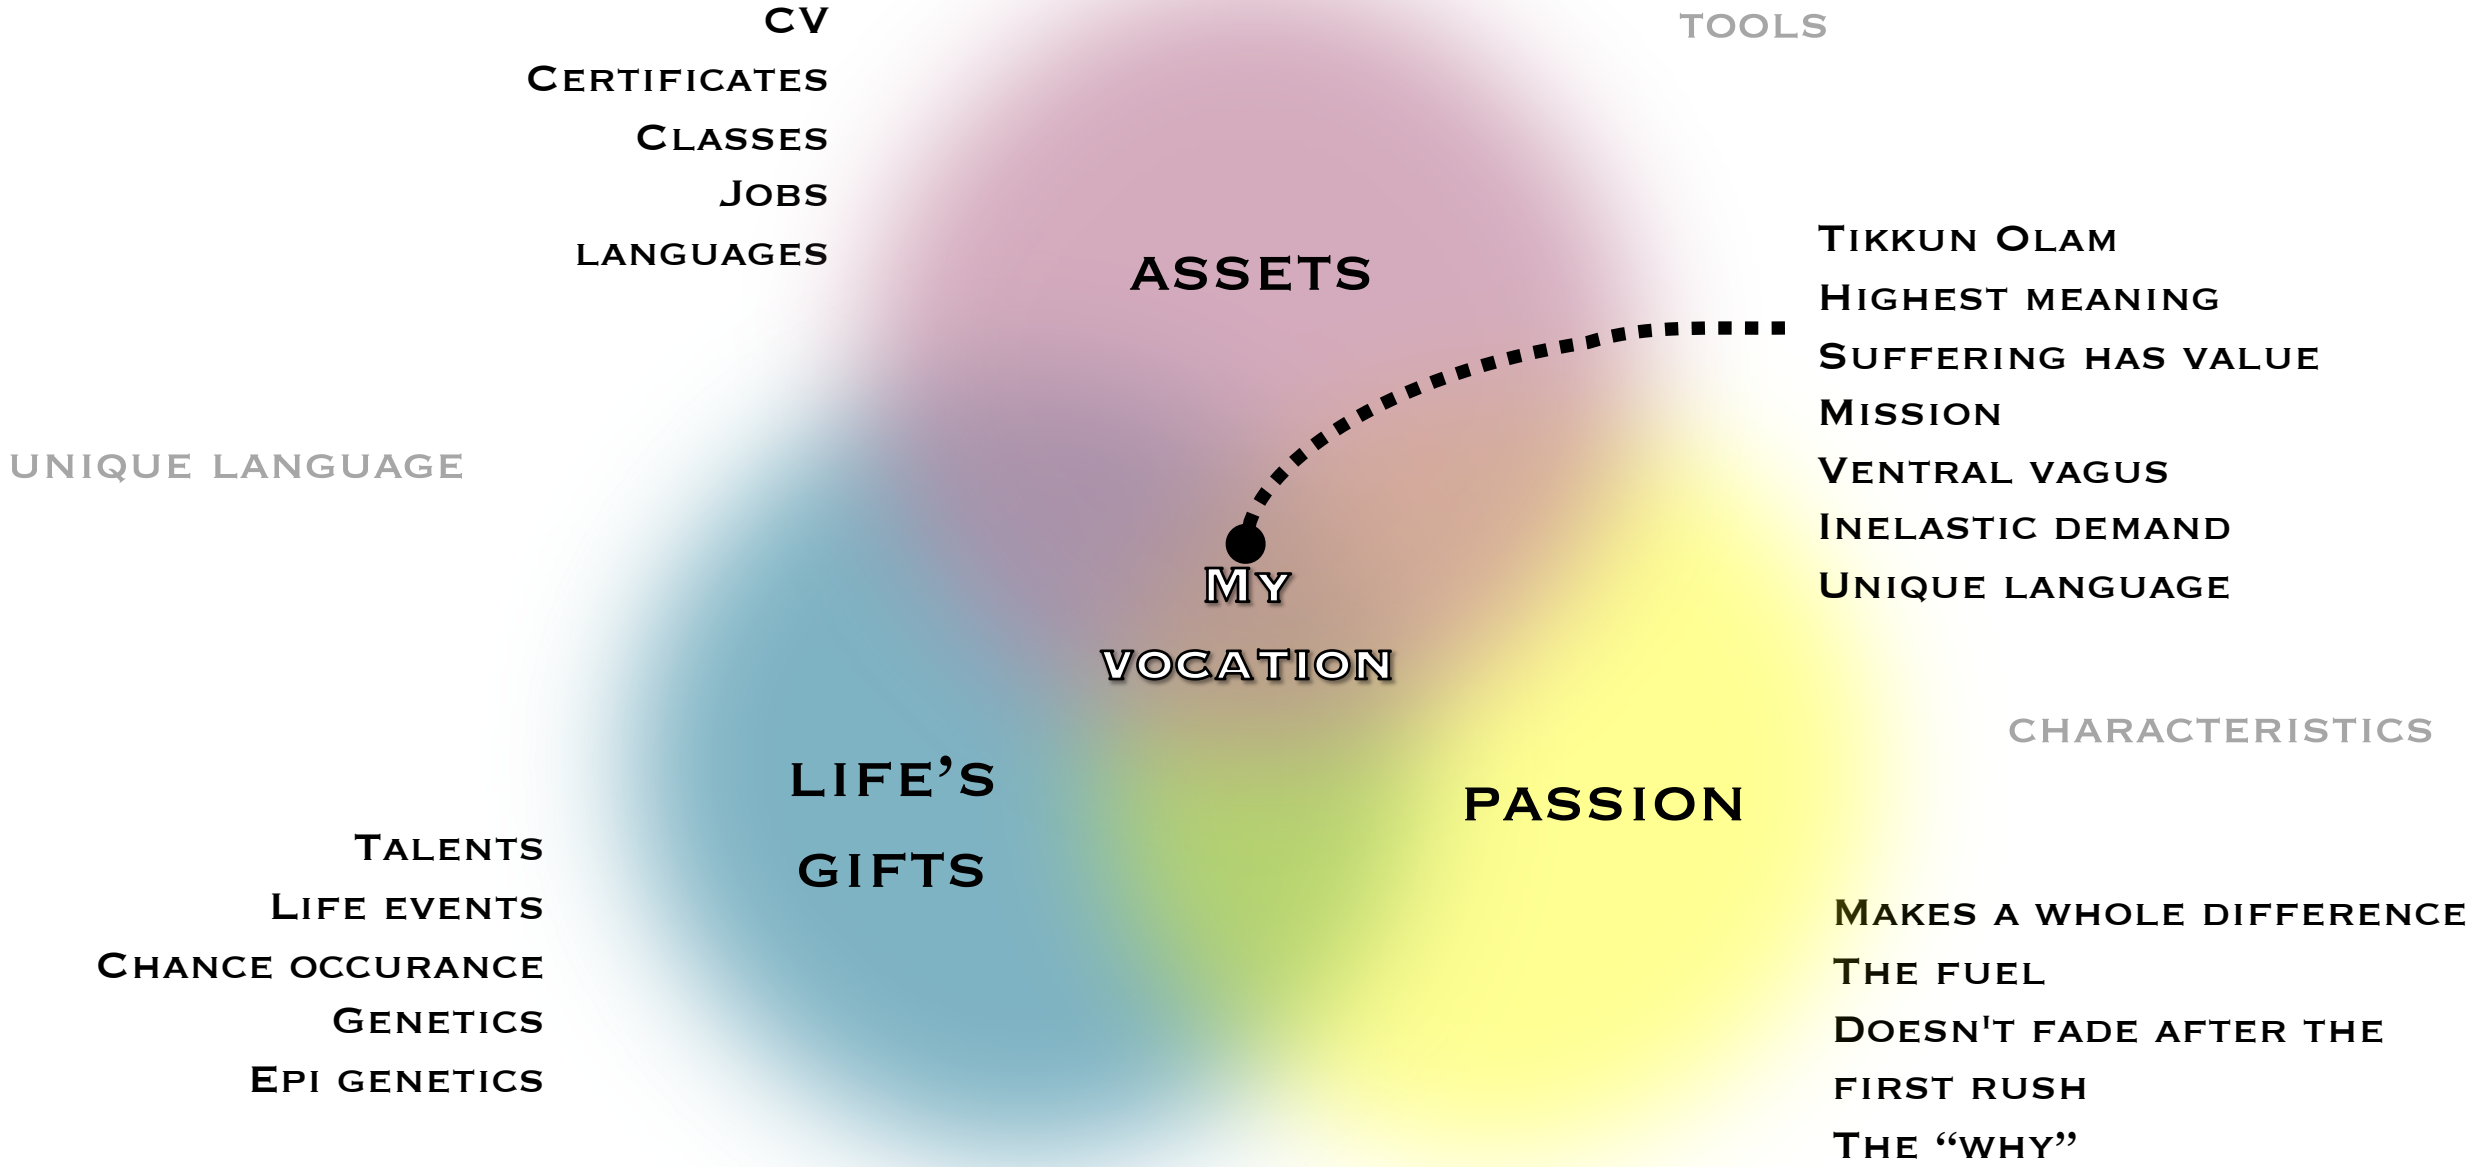 CV
Certificates
Classes
Jobs
languages
TOOLS
ASSETS
Tikkun Olam
Highest meaning
Suffering has value
Mission
Ventral vagus
Inelastic demand
Unique language
UNIQUE LANGUAGE
My
vocation
CHARACTERISTICS
LIFE’S
GIFTS
PASSION
Talents
Life events
Chance occurance
Genetics
Epi genetics
Makes a whole difference
The fuel
Doesn't fade after the
first rush
The “why”